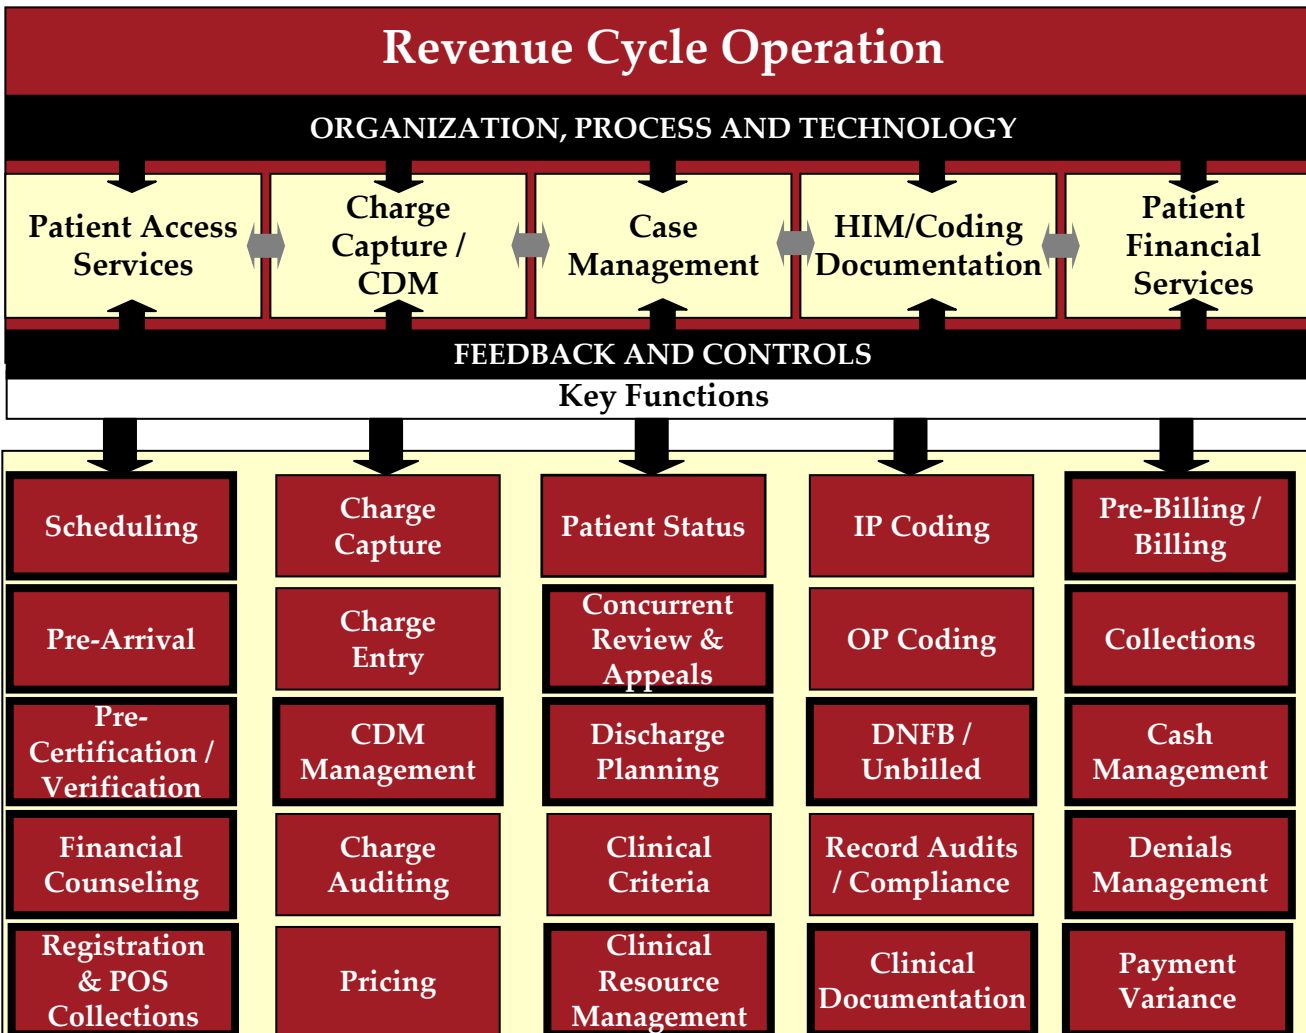 Revenue Cycle Operation
ORGANIZATION, PROCESS AND TECHNOLOGY
Patient Access
Services
Charge
Capture /
CDM
Case
Management
HIM/Coding
Documentation
Patient
Financial
Services
FEEDBACK AND CONTROLS
Key Functions
Scheduling
Charge
Capture
Patient Status
IP Coding
Pre-Billing /
Billing
Pre-Arrival
Charge
Entry
Concurrent
Review &
Appeals
OP Coding
Collections
Pre-
Certification /
Verification
CDM
Management
Discharge
Planning
DNFB /
Unbilled
Cash
Management
Financial
Counseling
Charge
Auditing
Clinical
Criteria
Record Audits
/ Compliance
Denials
Management
Registration
& POS
Collections
Pricing
Clinical
Resource
Management
Clinical
Documentation
Payment
Variance